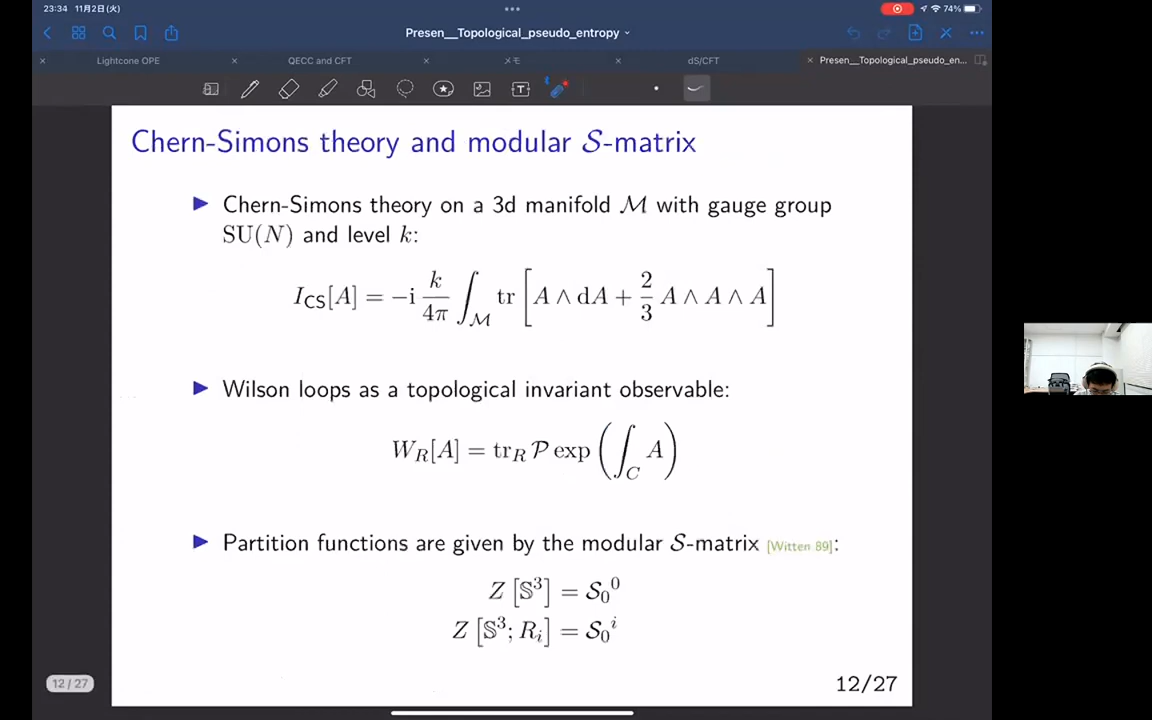 23:34 11月2日(火)
74%
Presen__Topological_pseudo_entropy
Lightcone OPE
QECC and CFT
メモ
dS/CFT
Presen__Topological_pseudo_en...
Chern-Simons theory and modular 𝒮-matrix
▶ Chern-Simons theory on a 3d manifold ℳ with gauge group
SU(N) and level k:
I_CS[A] = −i k/4π ∫_ℳ tr [A ∧ dA + 2/3 A ∧ A ∧ A]
▶ Wilson loops as a topological invariant observable:
W_R[A] = tr_R 𝒫 exp (∫_C A)
▶ Partition functions are given by the modular 𝒮-matrix [Witten 89]:
Z [𝕊³] = 𝒮₀⁰
Z [𝕊³; R_i] = 𝒮₀ⁱ
12 / 27
12/27